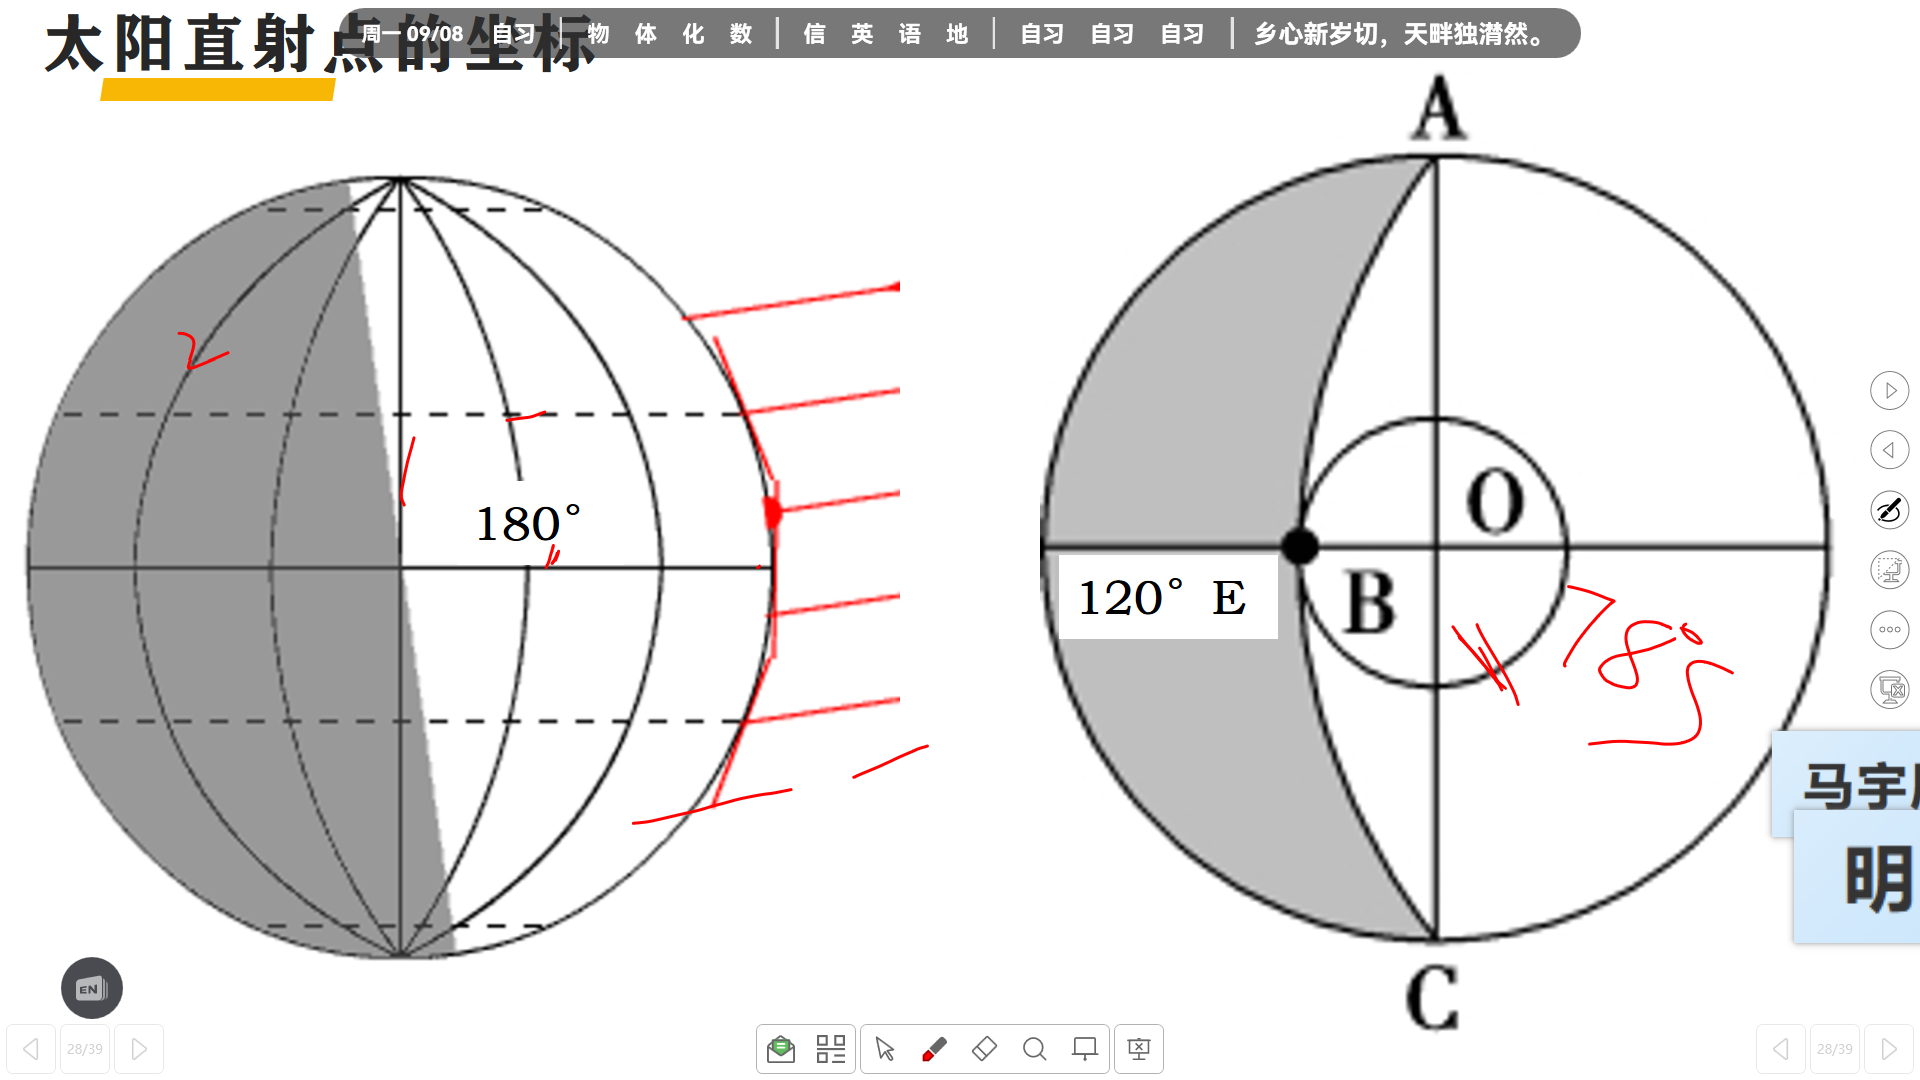 太阳直射点的坐标
周一 09/08 自习 | 物 体 化 数 | 信 英 语 地 | 自习 自习 自习 | 乡心新岁切，天畔独潸然。
A
180°
O
120° E
B
78°
S
马宇
明
C
EN
28/39
28/39